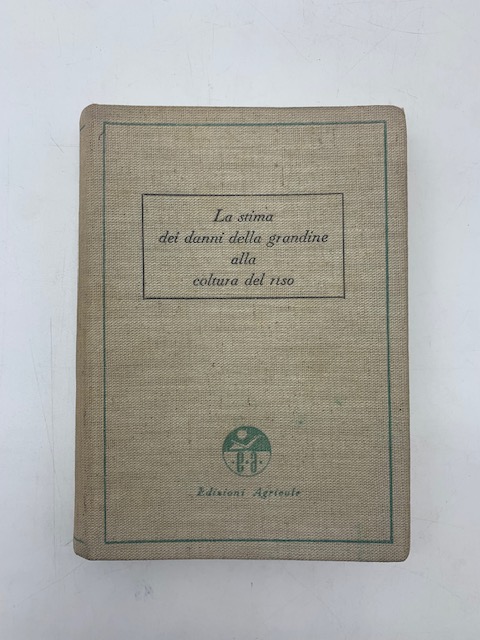 La stima
dei danni della grandine
alla
coltura del riso
e.a.
Edizioni Agricole